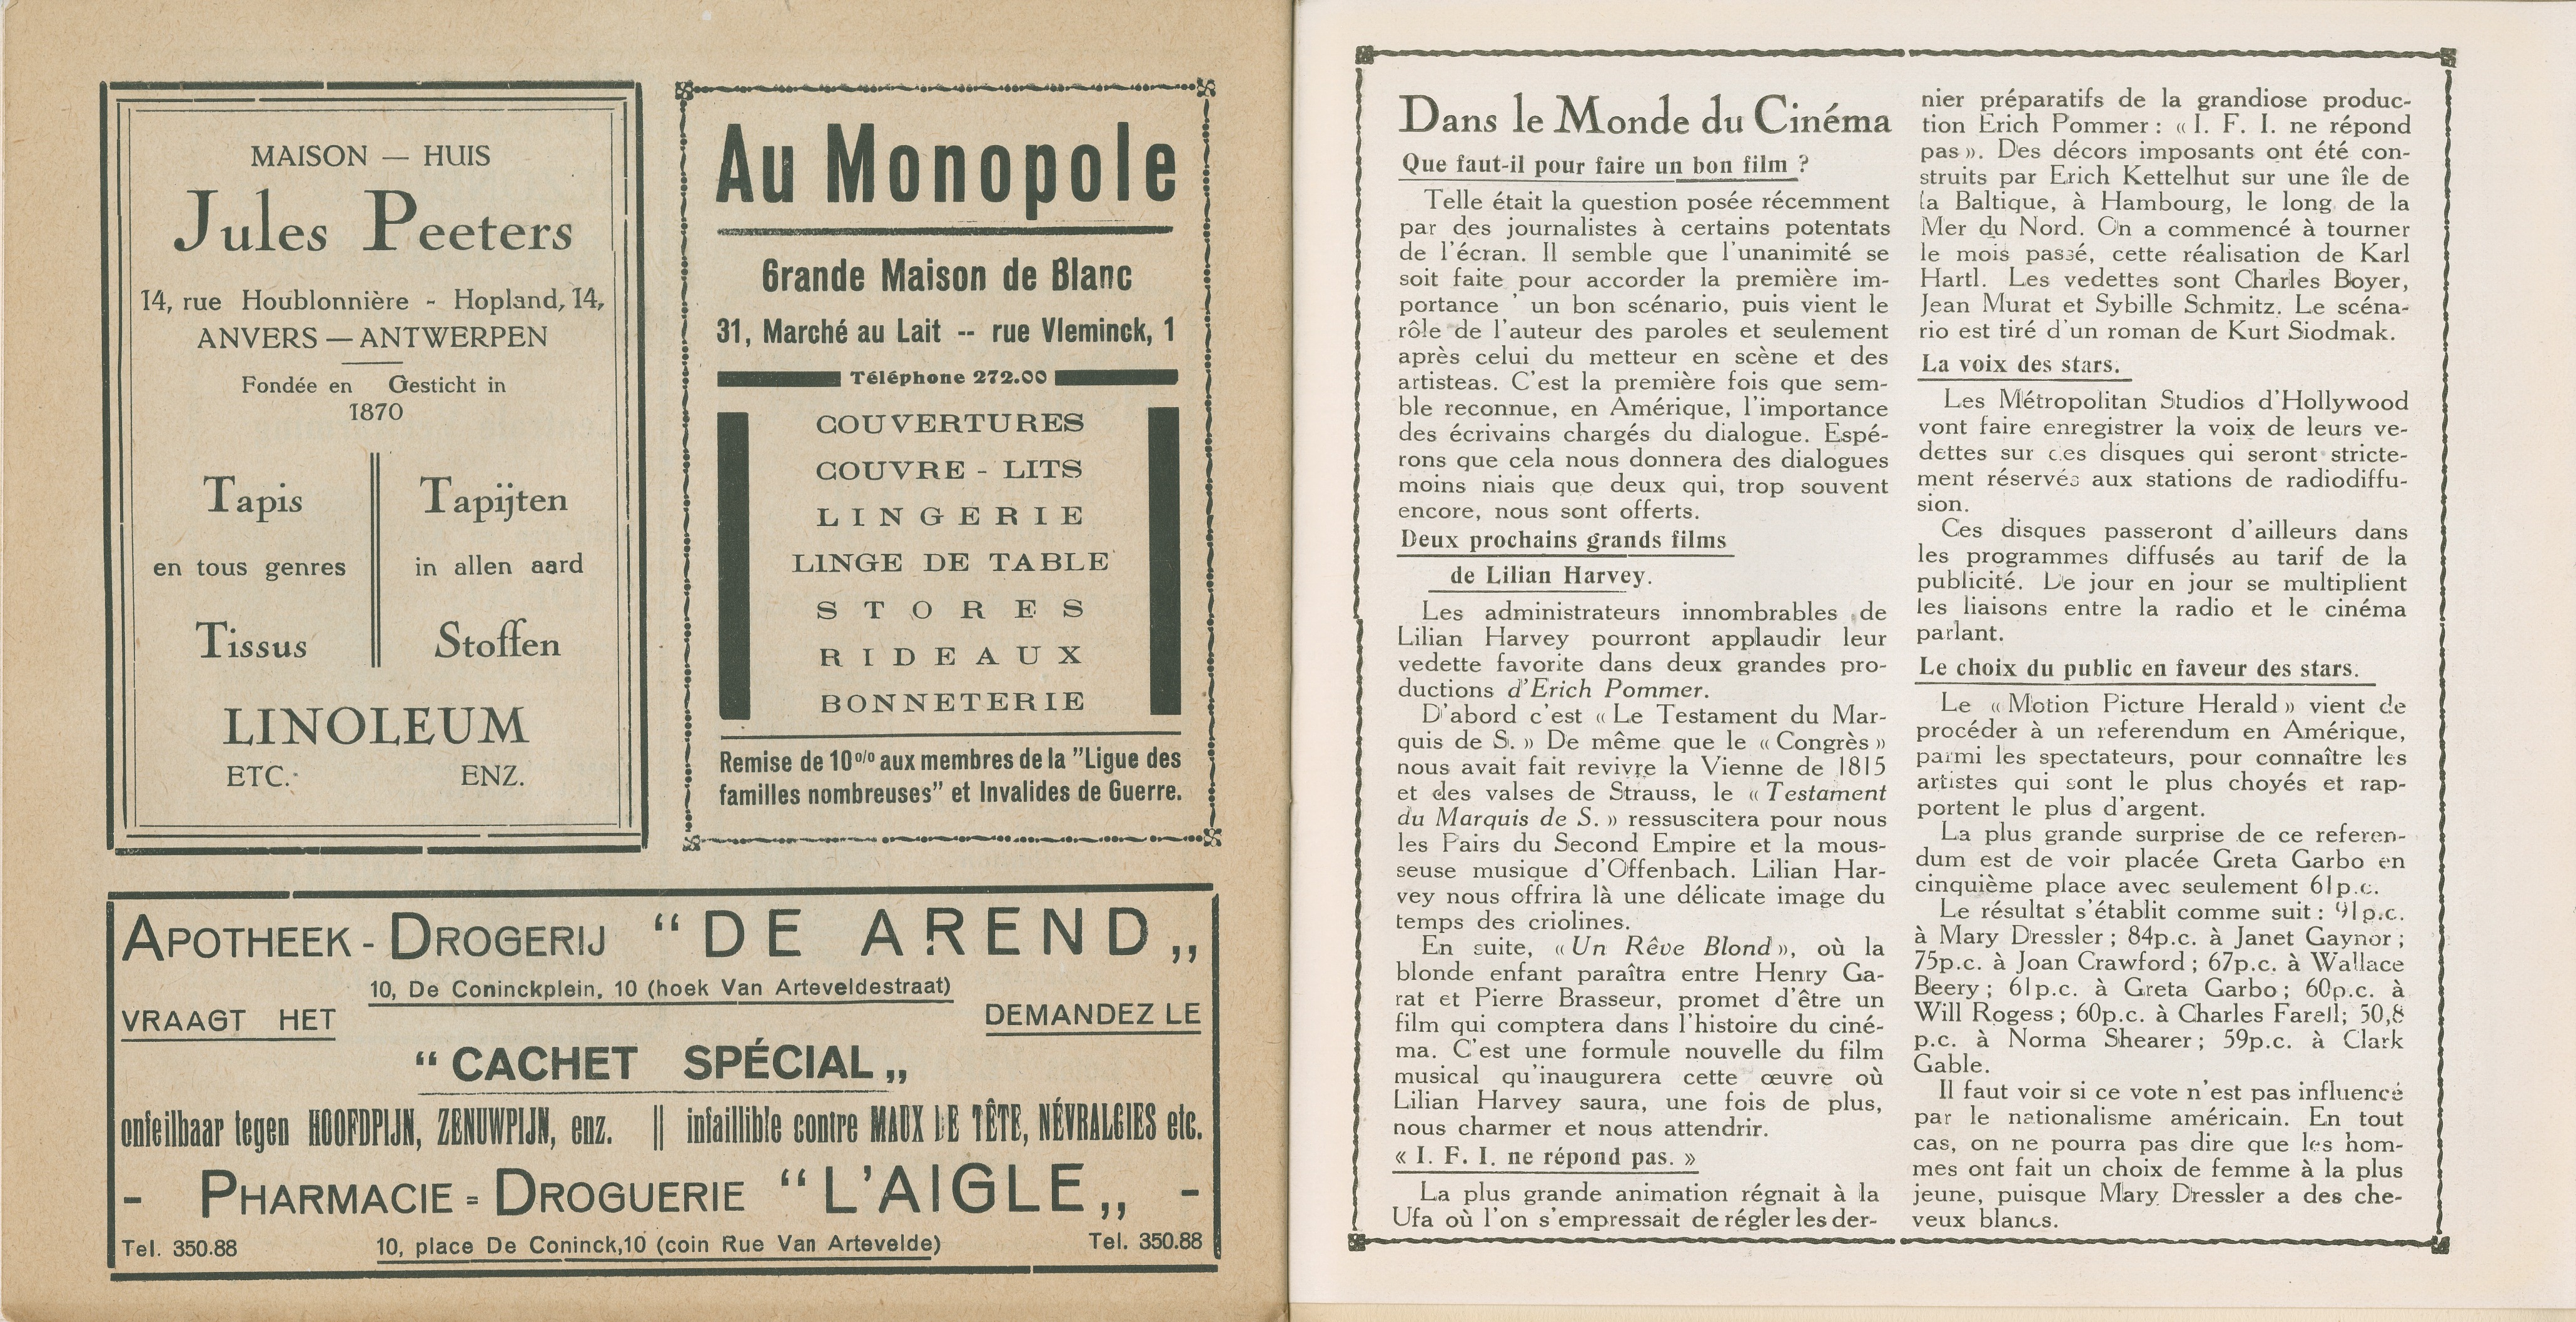 MAISON — HUIS
Jules Peeters
14, rue Houblonnière - Hopland, 14,
ANVERS — ANTWERPEN
Fondée en Gesticht in
1870
Tapis
en tous genres
Tissus
Tapijten
in allen aard
Stoffen
LINOLEUM
ETC. ENZ.
Au Monopole
Grande Maison de Blanc
31, Marché au Lait -- rue Vleminck, 1
Téléphone 272.00
COUVERTURES
COUVRE - LITS
LINGERIE
LINGE DE TABLE
STORES
RIDEAUX
BONNETERIE
Remise de 10% aux membres de la "Ligue des
familles nombreuses" et Invalides de Guerre.
APOTHEEK - DROGERIJ “DE AREND„
10, De Coninckplein, 10 (hoek Van Arteveldestraat)
VRAAGT HET DEMANDEZ LE
“CACHET SPÉCIAL„
onfeilbaar tegen HOOFDPIJN, ZENUWPIJN, enz. || infaillible contre MAUX DE TÊTE, NÉVRALGIES etc.
- PHARMACIE = DROGUERIE “L'AIGLE„ -
Tel. 350.88 10, place De Coninck,10 (coin Rue Van Artevelde) Tel. 350.88
Dans le Monde du Cinéma
Que faut-il pour faire un bon film ?
Telle était la question posée récemment
par des journalistes à certains potentats
de l'écran. Il semble que l'unanimité se
soit faite pour accorder la première im-
portance ' un bon scénario, puis vient le
rôle de l'auteur des paroles et seulement
après celui du metteur en scène et des
artisteas. C'est la première fois que sem-
ble reconnue, en Amérique, l'importance
des écrivains chargés du dialogue. Espé-
rons que cela nous donnera des dialogues
moins niais que deux qui, trop souvent
encore, nous sont offerts.
Deux prochains grands films
de Lilian Harvey.
Les administrateurs innombrables de
Lilian Harvey pourront applaudir leur
vedette favorite dans deux grandes pro-
ductions d'Erich Pommer.
D'abord c'est « Le Testament du Mar-
quis de S. » De même que le « Congrès »
nous avait fait revivre la Vienne de 1815
et des valses de Strauss, le « Testament
du Marquis de S. » ressuscitera pour nous
les Pairs du Second Empire et la mous-
seuse musique d'Offenbach. Lilian Har-
vey nous offrira là une délicate image du
temps des criolines.
En suite, « Un Rêve Blond », où la
blonde enfant paraîtra entre Henry Ga-
rat et Pierre Brasseur, promet d'être un
film qui comptera dans l'histoire du ciné-
ma. C'est une formule nouvelle du film
musical qu'inaugurera cette œuvre où
Lilian Harvey saura, une fois de plus,
nous charmer et nous attendrir.
« I. F. I. ne répond pas. »
La plus grande animation régnait à la
Ufa où l'on s'empressait de régler les der-
nier préparatifs de la grandiose produc-
tion Erich Pommer : « I. F. I. ne répond
pas ». Des décors imposants ont été con-
struits par Erich Kettelhut sur une île de
la Baltique, à Hambourg, le long de la
Mer du Nord. On a commencé à tourner
le mois passé, cette réalisation de Karl
Hartl. Les vedettes sont Charles Boyer,
Jean Murat et Sybille Schmitz. Le scéna-
rio est tiré d'un roman de Kurt Siodmak.
La voix des stars.
Les Métropolitan Studios d'Hollywood
vont faire enregistrer la voix de leurs ve-
dettes sur des disques qui seront stricte-
ment réservés aux stations de radiodiffu-
sion.
Ces disques passeront d'ailleurs dans
les programmes diffusés au tarif de la
publicité. De jour en jour se multiplient
les liaisons entre la radio et le cinéma
parlant.
Le choix du public en faveur des stars.
Le « Motion Picture Herald » vient de
procéder à un referendum en Amérique,
parmi les spectateurs, pour connaître les
artistes qui sont le plus choyés et rap-
portent le plus d'argent.
La plus grande surprise de ce referen-
dum est de voir placée Greta Garbo en
cinquième place avec seulement 61p.c.
Le résultat s'établit comme suit : 91p.c.
à Mary Dressler ; 84p.c. à Janet Gaynor ;
75p.c. à Joan Crawford ; 67p.c. à Wallace
Beery ; 61p.c. à Greta Garbo ; 60p.c. à
Will Rogess ; 60p.c. à Charles Farell; 50,8
p.c. à Norma Shearer ; 59p.c. à Clark
Gable.
Il faut voir si ce vote n'est pas influencé
par le nationalisme américain. En tout
cas, on ne pourra pas dire que les hom-
mes ont fait un choix de femme à la plus
jeune, puisque Mary Dressler a des che-
veux blancs.